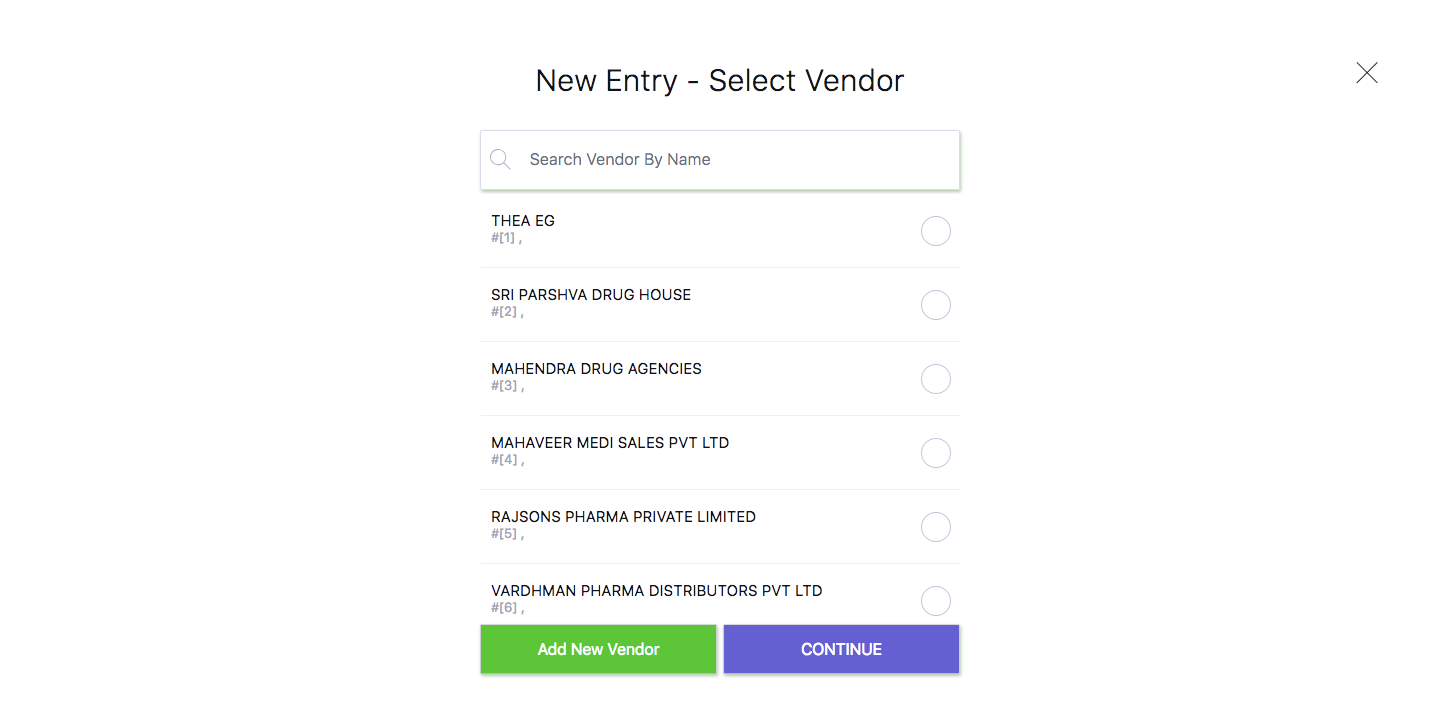 New Entry - Select Vendor
Search Vendor By Name
THEA EG
#[1] ,
SRI PARSHVA DRUG HOUSE
#[2] ,
MAHENDRA DRUG AGENCIES
#[3] ,
MAHAVEER MEDI SALES PVT LTD
#[4] ,
RAJSONS PHARMA PRIVATE LIMITED
#[5] ,
VARDHMAN PHARMA DISTRIBUTORS PVT LTD
#[6] ,
Add New Vendor
CONTINUE